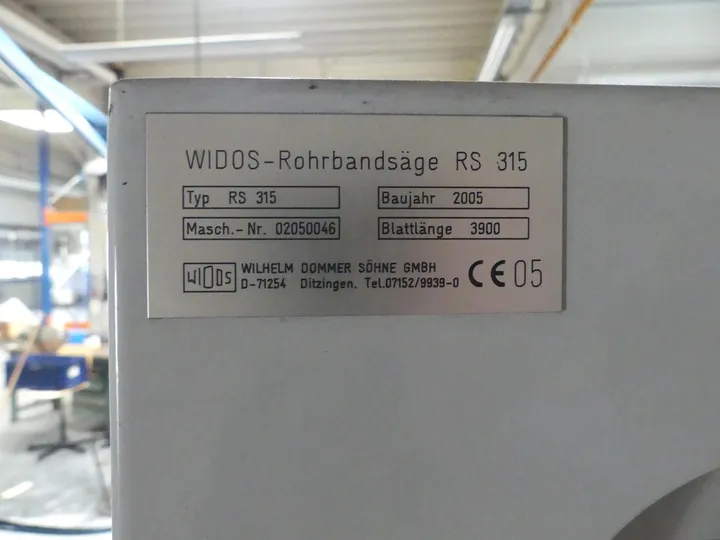 WIDOS-Rohrbandsäge RS 315
Typ RS 315
Baujahr 2005
Masch.-Nr. 02050046
Blattlänge 3900
WIDOS
WILHELM DOMMER SÖHNE GMBH
D-71254 Ditzingen. Tel.07152/9939-0
CE 05